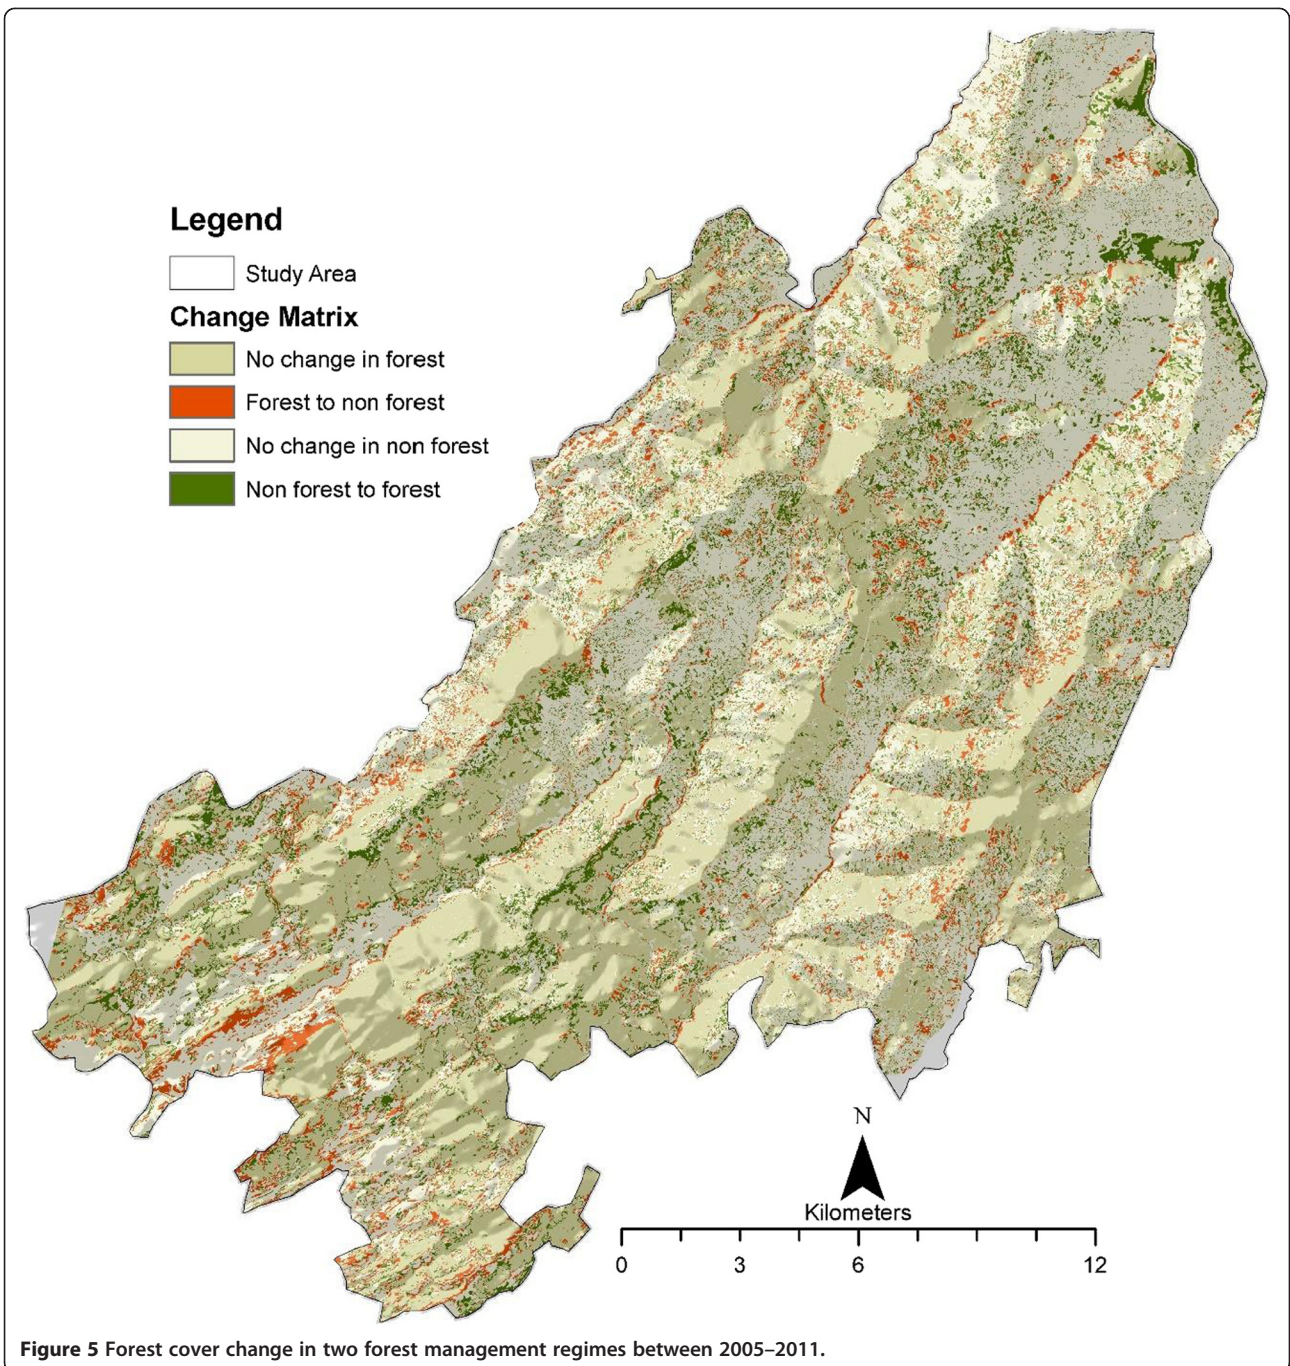 Legend
Study Area
Change Matrix
No change in forest
Forest to non forest
No change in non forest
Non forest to forest
N
Kilometers
0 3 6 12
Figure 5 Forest cover change in two forest management regimes between 2005–2011.